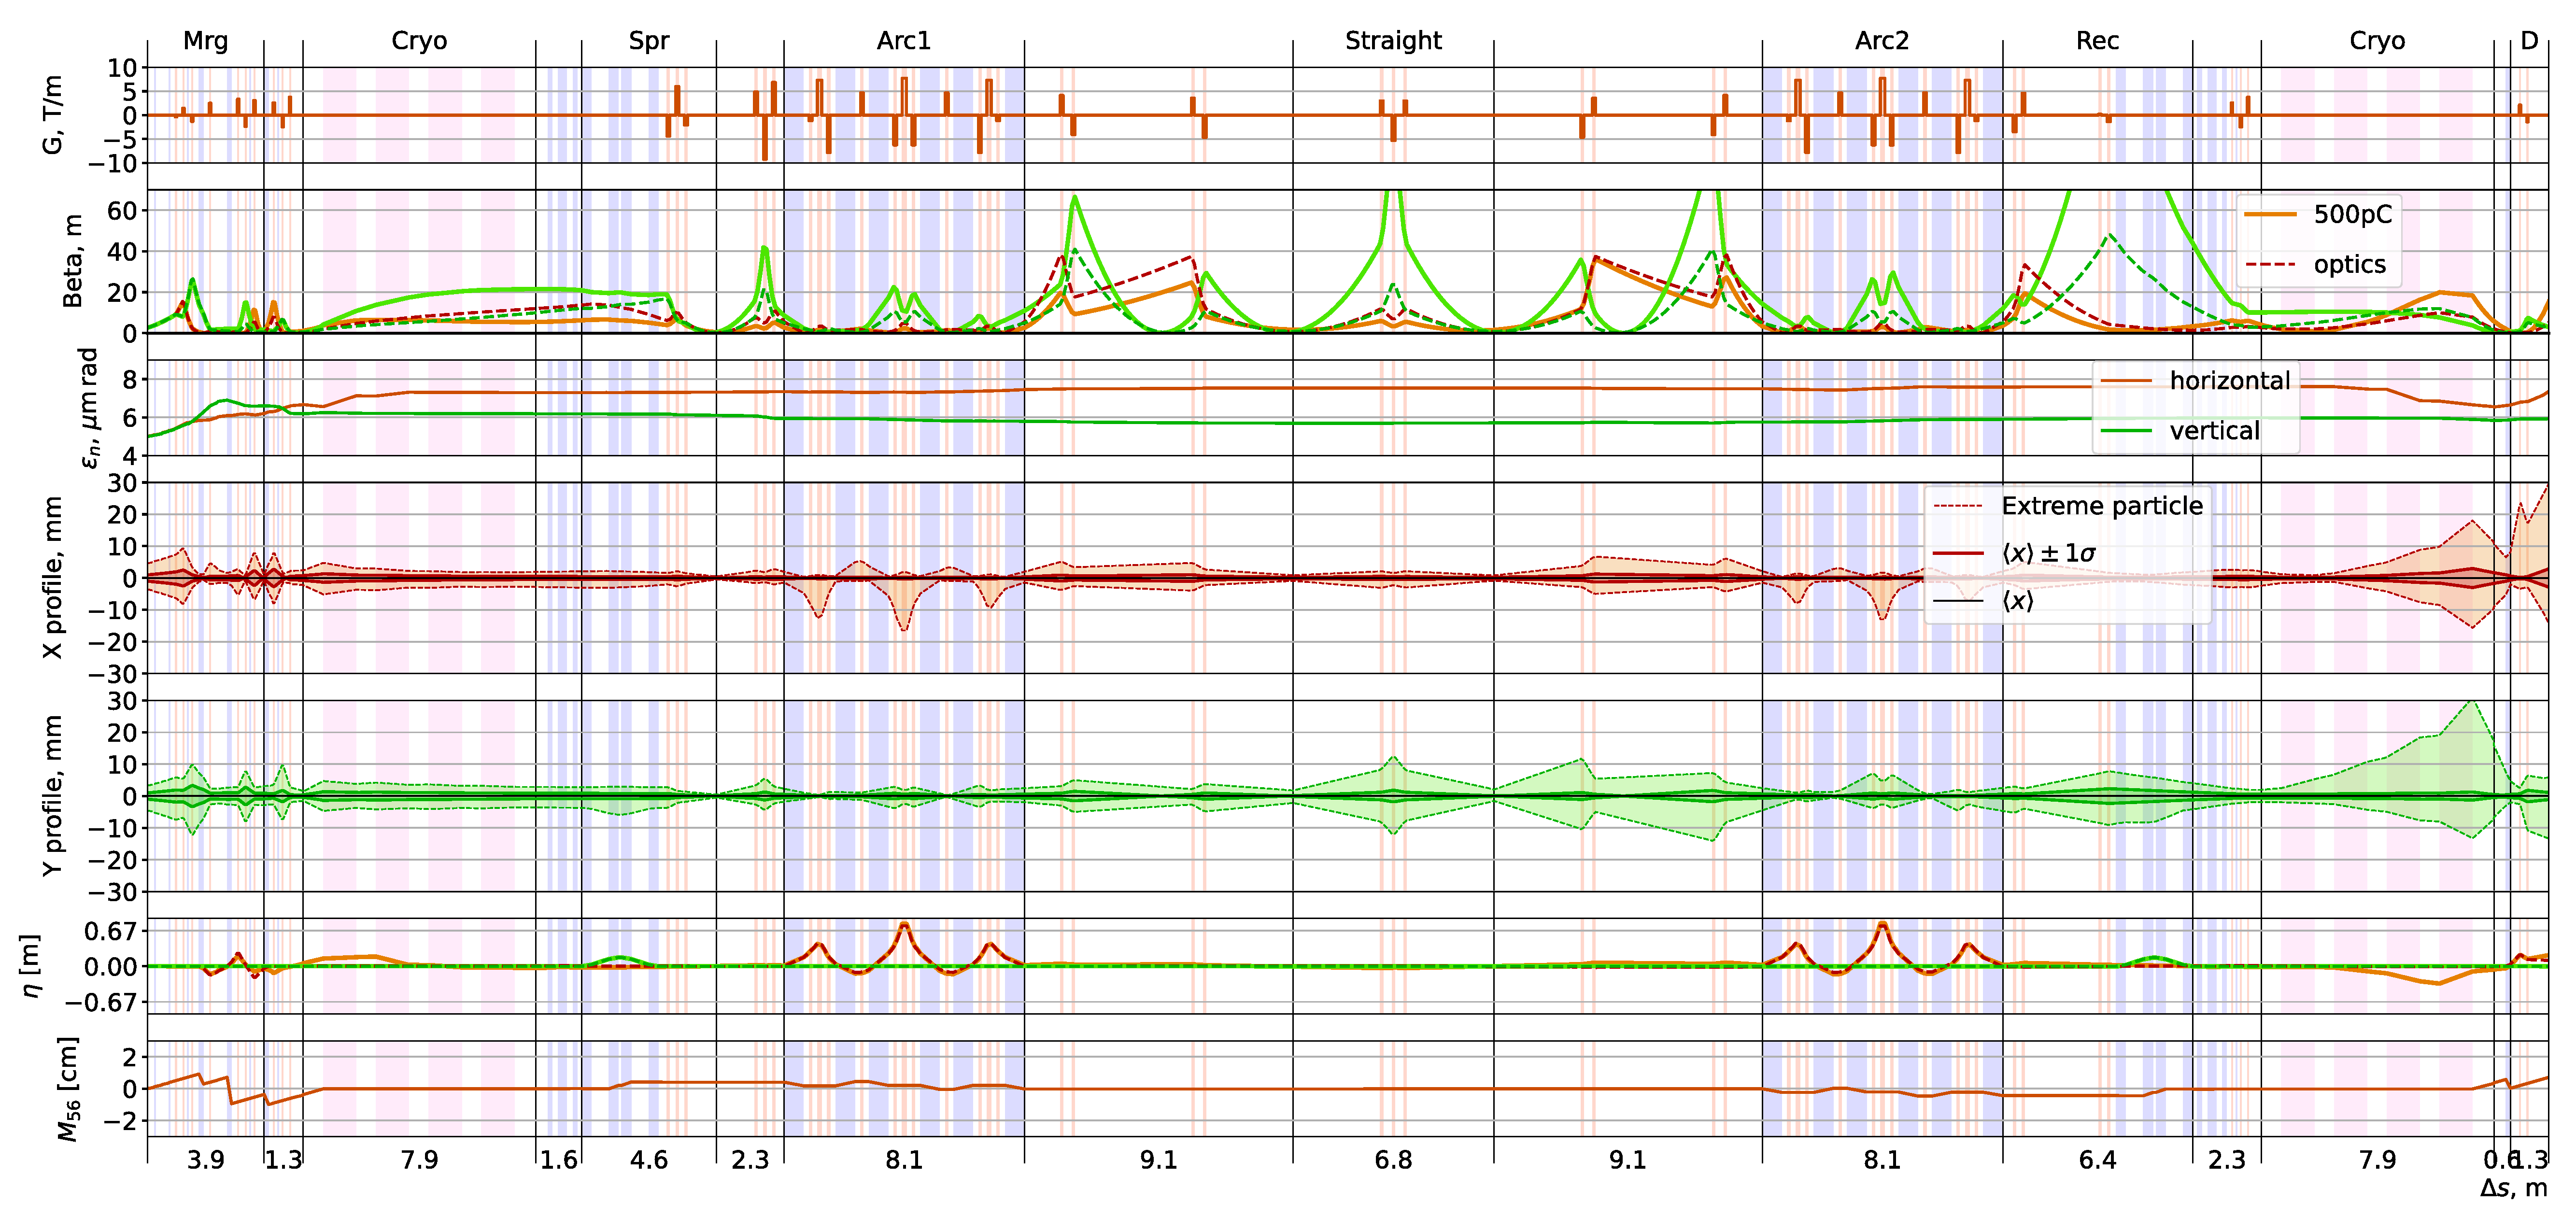 Mrg Cryo Spr Arc1 Straight Arc2 Rec Cryo D
G, T/m
10
5
0
−5
−10
Beta, m
60
40
20
0
500pC
optics
εₙ, μm rad
8
6
4
horizontal
vertical
X profile, mm
30
20
10
0
−10
−20
−30
Extreme particle
⟨x⟩ ± 1σ
⟨x⟩
Y profile, mm
30
20
10
0
−10
−20
−30
η [m]
0.67
0.00
−0.67
M₅₆ [cm]
2
0
−2
3.9 1.3 7.9 1.6 4.6 2.3 8.1 9.1 6.8 9.1 8.1 6.4 2.3 7.9 0.6 1.3
Δs, m